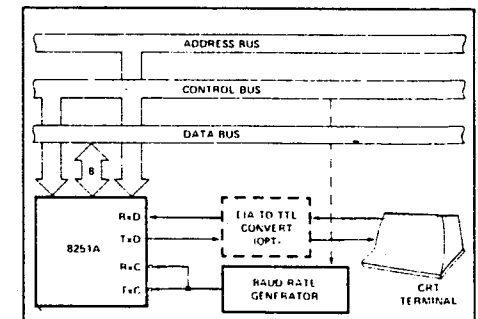 ADDRESS BUS
CONTROL BUS
DATA BUS
8
8251A
RxD
TxD
RxC
TxC
EIA TO TTL
CONVERT
(OPT)
BAUD RATE
GENERATOR
CRT
TERMINAL